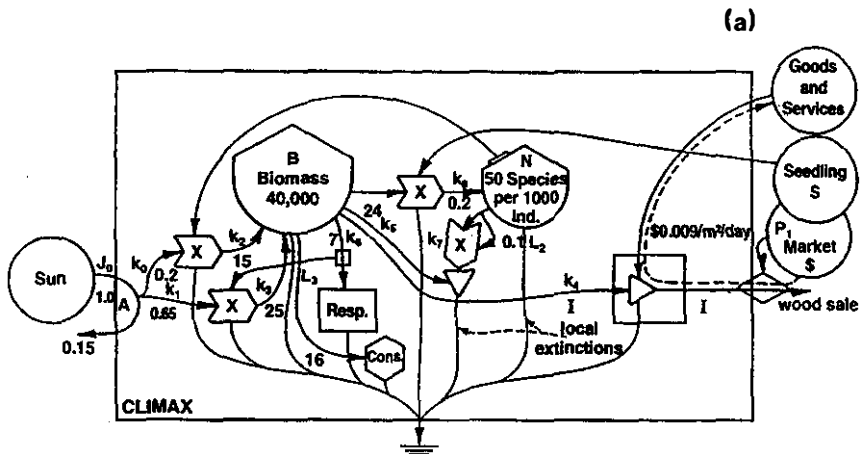 (a)
Goods
and
Services
Seedling
$
P1
Market
$
$0.009/m²/day
wood sale
B
Biomass
40,000
N
50 Species
per 1000
Ind.
X
0.2
24
k5
k7
X
0.1
L2
7
k6
k2
15
X
k0
0.2
J0
Sun
1.0
A
k1
0.65
X
k3
25
L3
Resp.
16
Cons.
k4
I
I
local
extinctions
0.15
CLIMAX